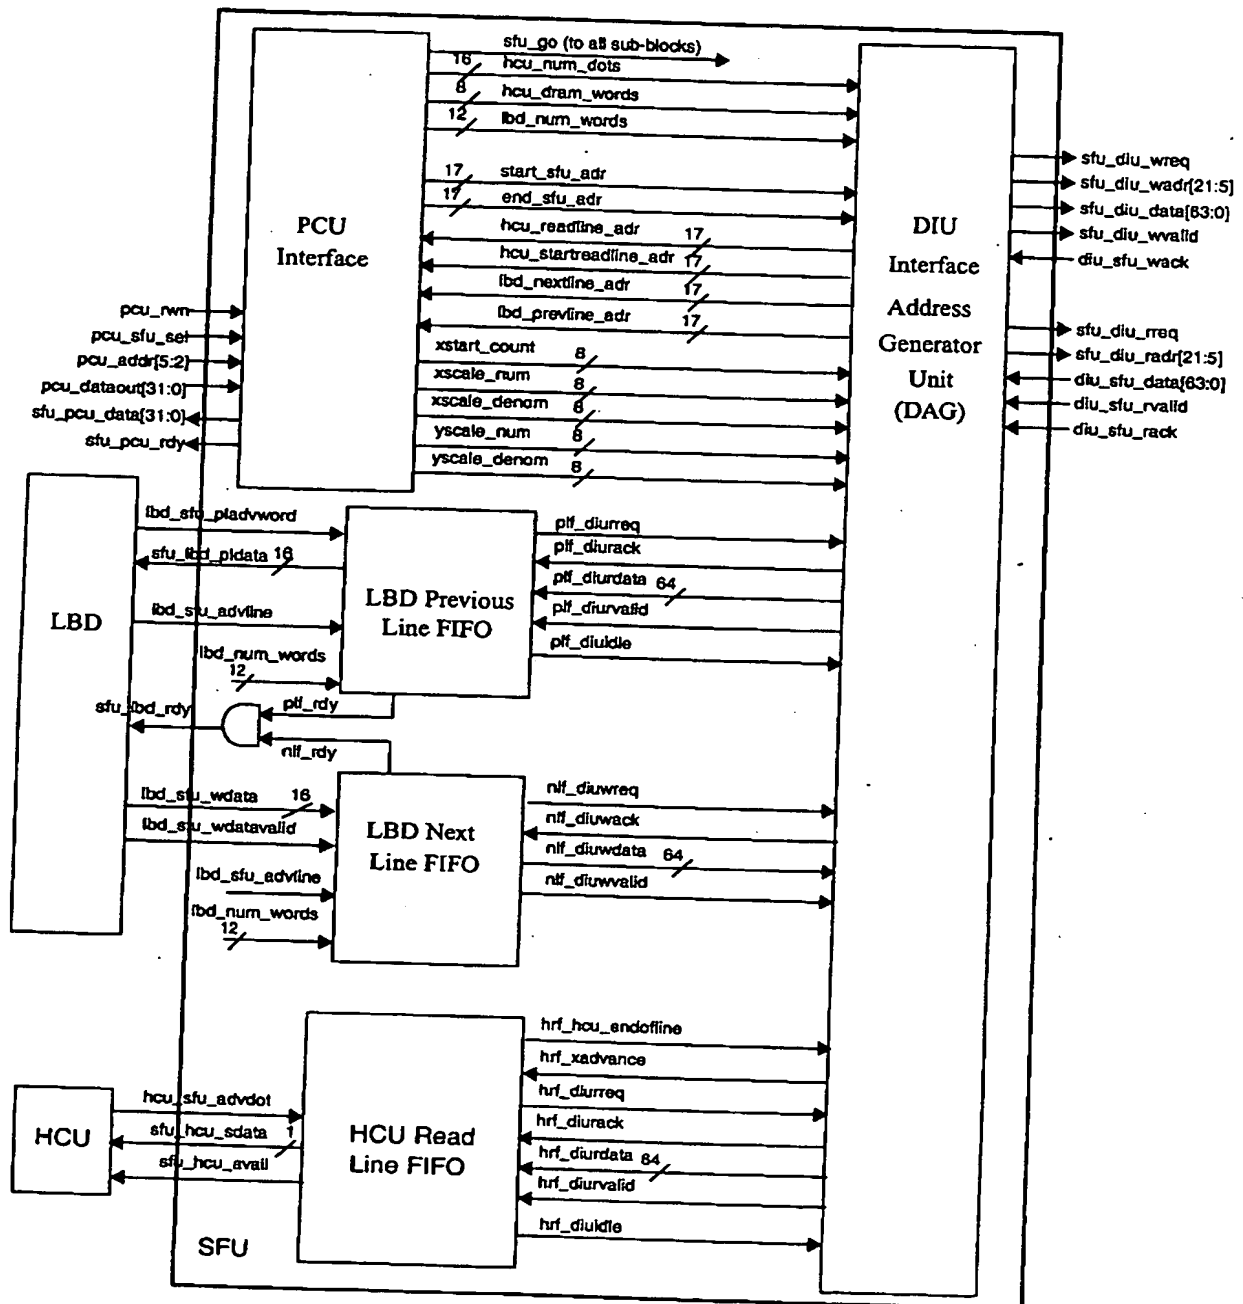 sfu_go (to all sub-blocks)
16 hcu_num_dots
8 hcu_dram_words
12 lbd_num_words
17 start_sfu_adr
17 end_sfu_adr
hcu_readline_adr 17
hcu_startreadline_adr 17
lbd_nextline_adr 17
lbd_prevline_adr 17
xstart_count 8
xscale_num 8
xscale_denom 8
yscale_num 8
yscale_denom 8
PCU
Interface
DIU
Interface
Address
Generator
Unit
(DAG)
sfu_diu_wreq
sfu_diu_wadr[21:5]
sfu_diu_data[63:0]
sfu_diu_wvalid
diu_sfu_wack
sfu_diu_rreq
sfu_diu_radr[21:5]
diu_sfu_data[63:0]
diu_sfu_rvalid
diu_sfu_rack
pcu_rwn
pcu_sfu_sel
pcu_addr[5:2]
pcu_dataout[31:0]
sfu_pcu_data[31:0]
sfu_pcu_rdy
LBD
lbd_sfu_pladvword
sfu_lbd_pldata 16
lbd_sfu_advline
lbd_num_words
12
LBD Previous
Line FIFO
plf_diurreq
plf_diurack
plf_diurdata 64
plf_diurvalid
plf_diuidle
sfu_lbd_rdy
plf_rdy
nlf_rdy
lbd_sfu_wdata 16
lbd_sfu_wdatavalid
lbd_sfu_advline
lbd_num_words
12
LBD Next
Line FIFO
nlf_diuwreq
nlf_diuwack
nlf_diuwdata 64
nlf_diuwvalid
HCU
hcu_sfu_advdot
sfu_hcu_sdata 1
sfu_hcu_avail
HCU Read
Line FIFO
hrf_hcu_endofline
hrf_xadvance
hrf_diurreq
hrf_diurack
hrf_diurdata 64
hrf_diurvalid
hrf_diuidle
SFU